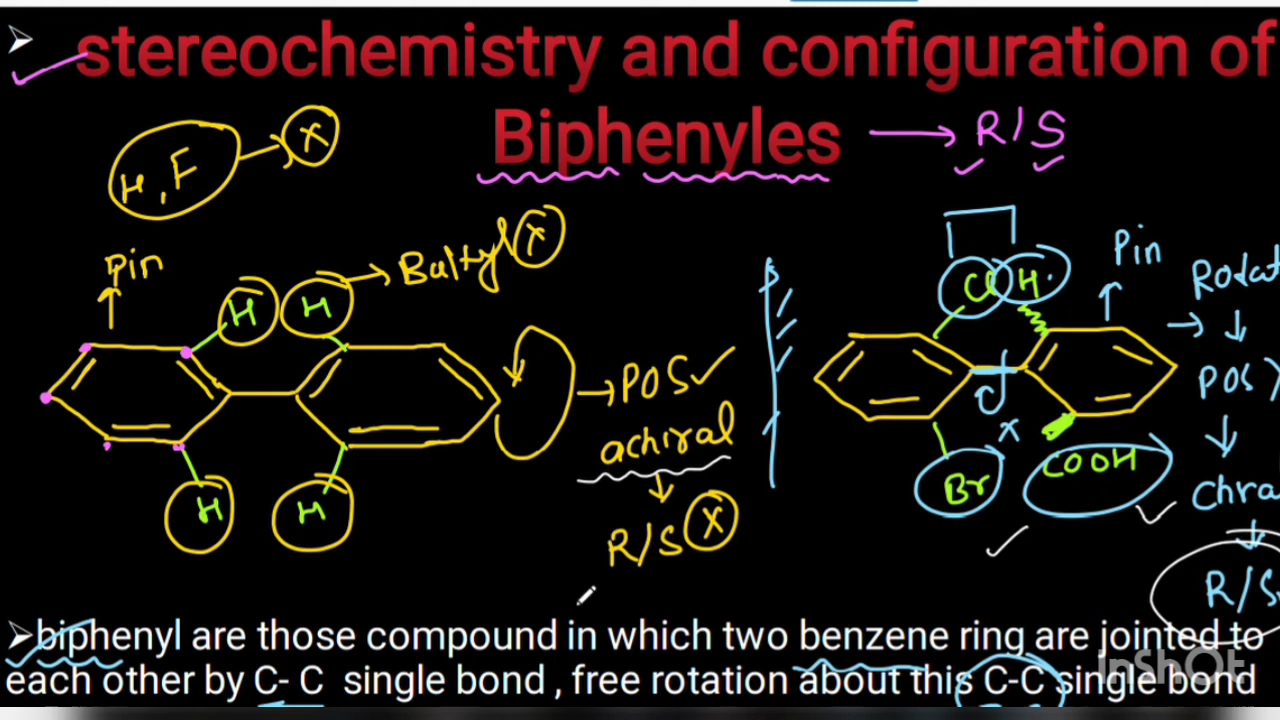 stereochemistry and configuration of
Biphenyles → R/S
H, F → X
Pin
H H → Baltyl X
→ POS ✓
achiral
R/S X
H H
Cl H
Pin
→ Rotat
POS X
Chra
R/S
Br X COOH
biphenyl are those compound in which two benzene ring are jointed to
each other by C- C single bond , free rotation about this C-C single bond
InShOt